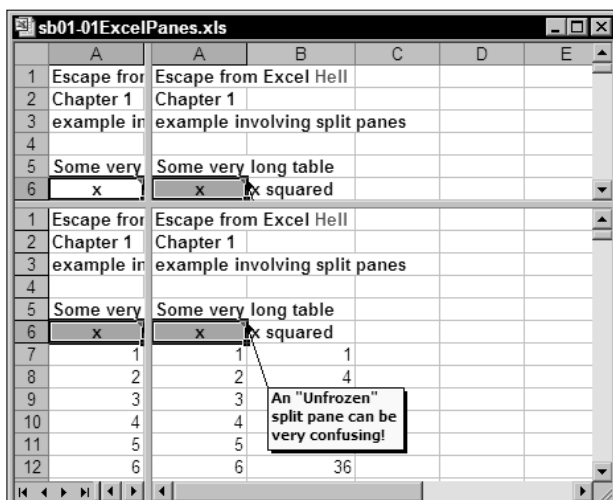 sb01-01ExcelPanes.xls
A A B C D E
1 Escape from Escape from Excel Hell
2 Chapter 1 Chapter 1
3 example in example involving split panes
4
5 Some very Some very long table
6 x x x squared
1 Escape from Escape from Excel Hell
2 Chapter 1 Chapter 1
3 example in example involving split panes
4
5 Some very Some very long table
6 x x x squared
7 1 1 1
8 2 2 4
9 3 3
10 4 4
11 5 5
12 6 6 36
An "Unfrozen"
split pane can be
very confusing!